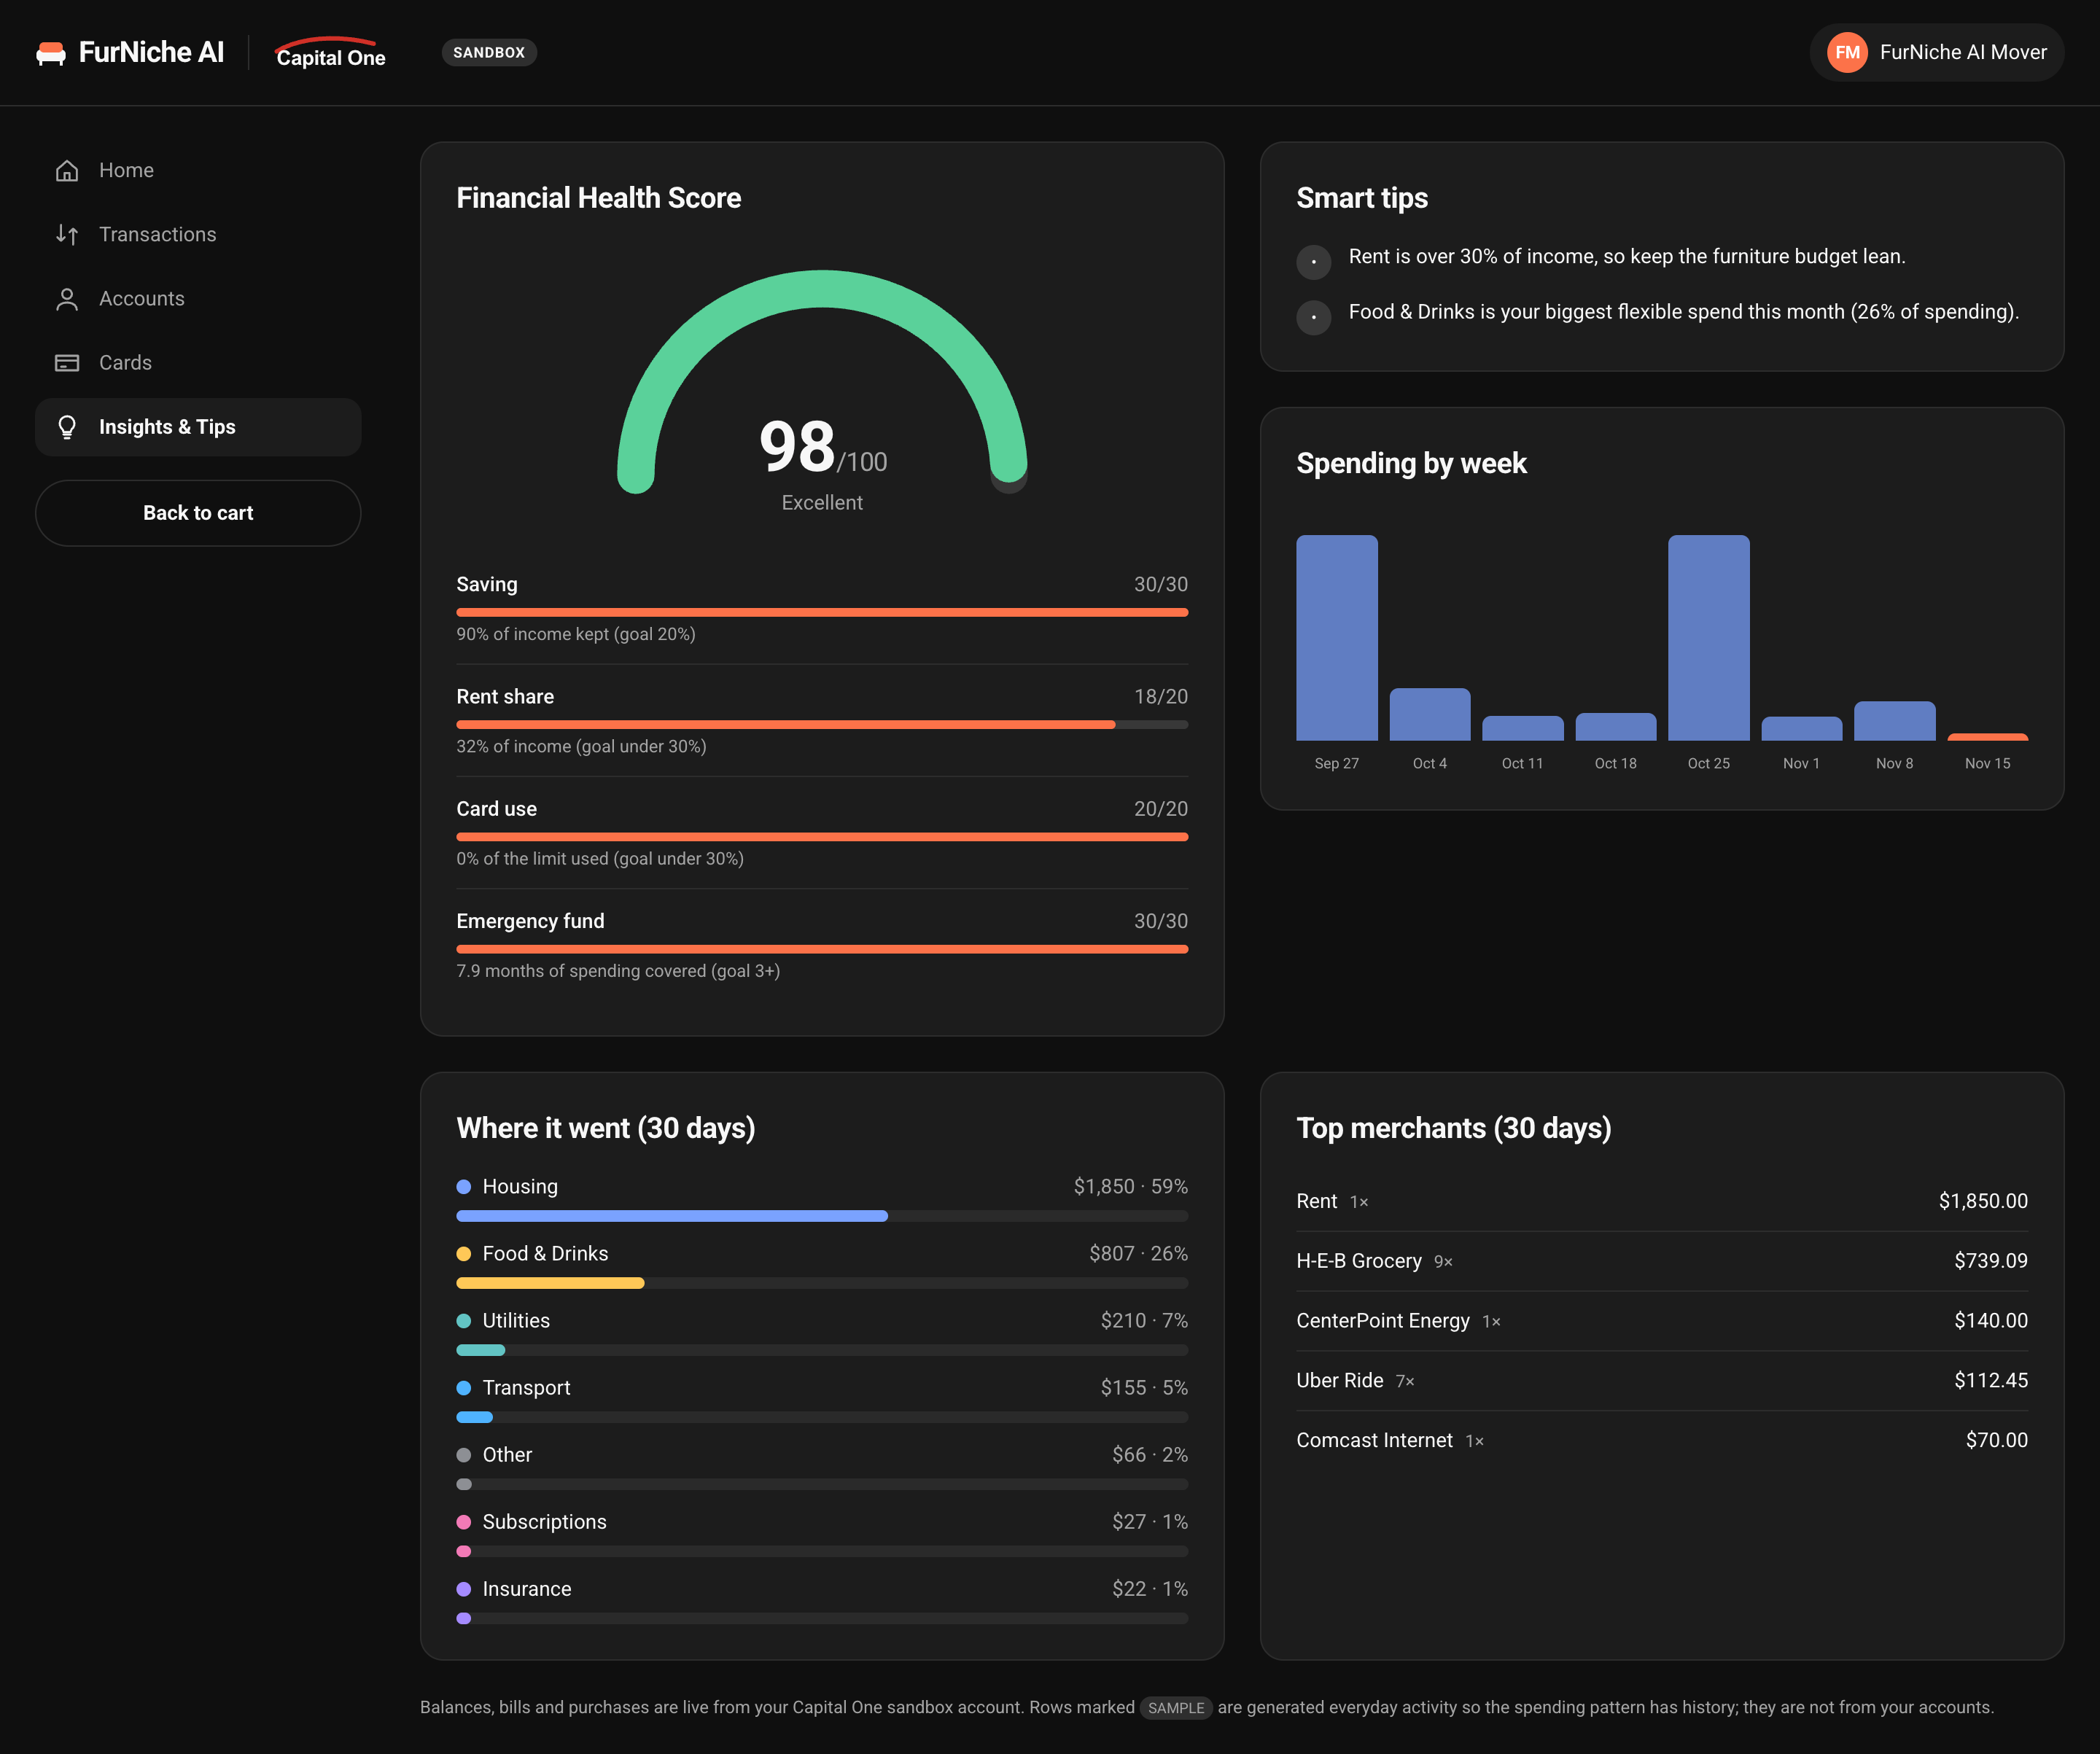 FurNiche AI
Capital One
SANDBOX
FM
FurNiche AI Mover
Home
Transactions
Accounts
Cards
Insights & Tips
Back to cart
Financial Health Score
98/100
Excellent
Saving 30/30
90% of income kept (goal 20%)
Rent share 18/20
32% of income (goal under 30%)
Card use 20/20
0% of the limit used (goal under 30%)
Emergency fund 30/30
7.9 months of spending covered (goal 3+)
Smart tips
Rent is over 30% of income, so keep the furniture budget lean.
Food & Drinks is your biggest flexible spend this month (26% of spending).
Spending by week
Sep 27 Oct 4 Oct 11 Oct 18 Oct 25 Nov 1 Nov 8 Nov 15
Where it went (30 days)
Housing $1,850 · 59%
Food & Drinks $807 · 26%
Utilities $210 · 7%
Transport $155 · 5%
Other $66 · 2%
Subscriptions $27 · 1%
Insurance $22 · 1%
Top merchants (30 days)
Rent 1× $1,850.00
H-E-B Grocery 9× $739.09
CenterPoint Energy 1× $140.00
Uber Ride 7× $112.45
Comcast Internet 1× $70.00
Balances, bills and purchases are live from your Capital One sandbox account. Rows marked SAMPLE are generated everyday activity so the spending pattern has history; they are not from your accounts.